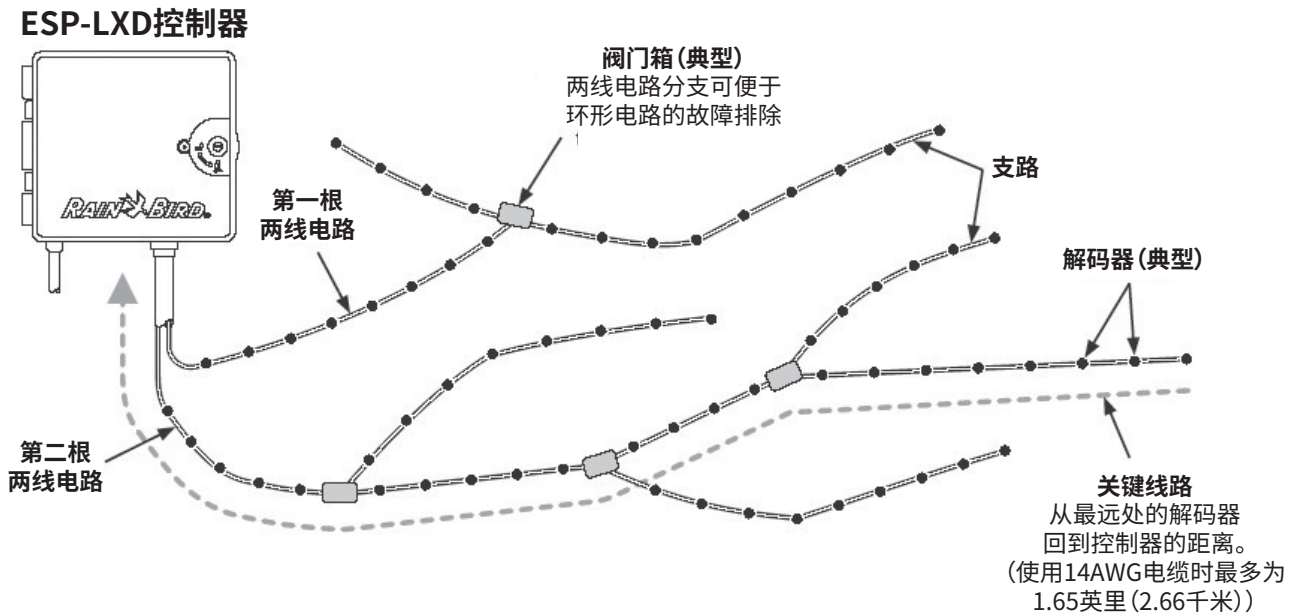 ESP-LXD控制器
阀门箱(典型)
两线电路分支可便于
环形电路的故障排除
支路
第一根
两线电路
RAIN BIRD®
解码器(典型)
第二根
两线电路
关键线路
从最远处的解码器
回到控制器的距离。
(使用14AWG电缆时最多为
1.65英里(2.66千米))